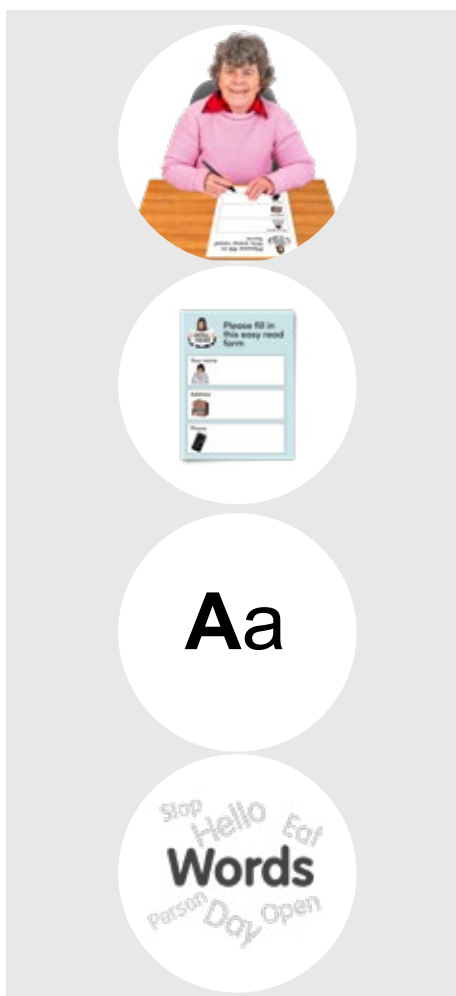 Please fill in
this easy read
form
Your name
Address
Phone
Aa
Stop
Hello
Eat
Words
Person
Day
Open